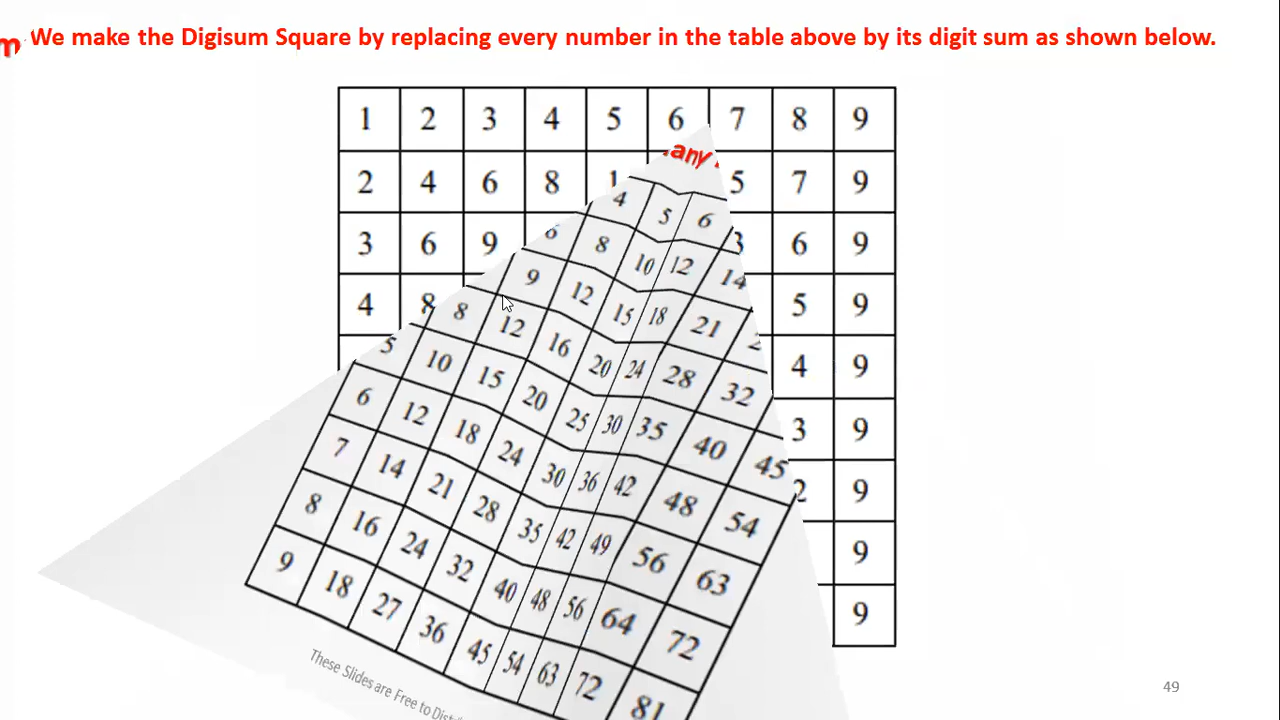 We make the Digisum Square by replacing every number in the table above by its digit sum as shown below.
1 2 3 4 5 6 7 8 9
2 4 6 8 1 5 7 9
3 6 9 3 6 9
4 8 5 9
4 9
3 9
2 9
9
9
any
4 5 6
6 8 10 12 14
9 12 15 18 21 2
8 12 16 20 24 28 32
5 10 15 20 25 30 35 40 45
6 12 18 24 30 36 42 48 54
7 14 21 28 35 42 49 56 63
8 16 24 32 40 48 56 64 72
9 18 27 36 45 54 63 72 81
These Slides are Free to Dist
49